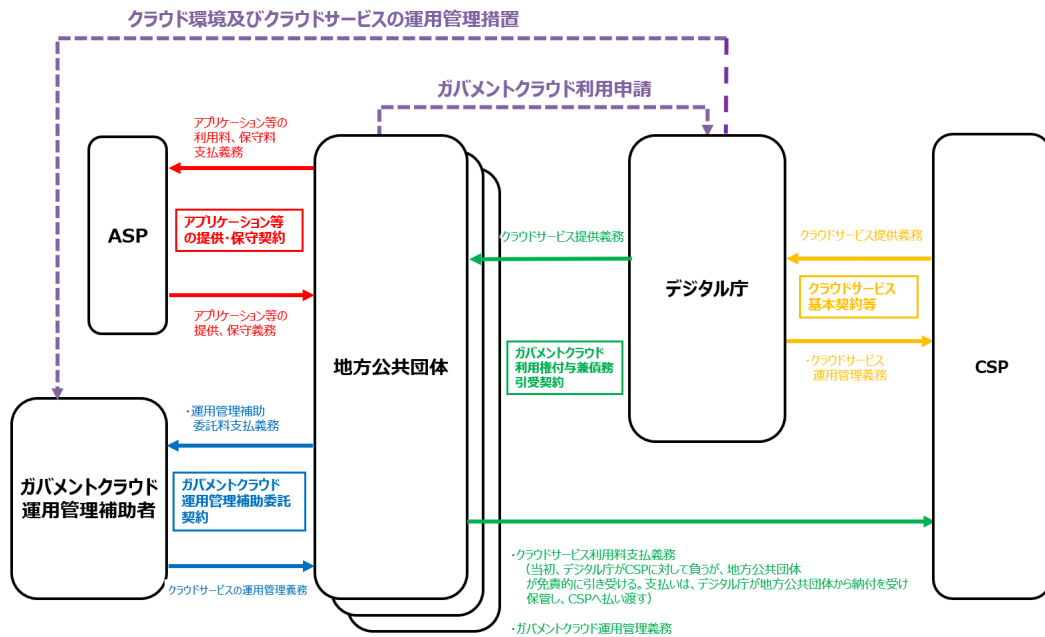 クラウド環境及びクラウドサービスの運用管理措置
ガバメントクラウド利用申請
アプリケーション等の
利用料、保守料
支払義務
ASP
アプリケーション等
の提供・保守契約
アプリケーション等の
提供、保守義務
地方公共団体
クラウドサービス提供義務
ガバメントクラウド
利用権付与兼債務
引受契約
デジタル庁
クラウドサービス提供義務
クラウドサービス
基本契約等
・クラウドサービス
運用管理義務
CSP
・運用管理補助
委託料支払義務
ガバメントクラウド
運用管理補助者
ガバメントクラウド
運用管理補助委託
契約
クラウドサービスの運用管理義務
・クラウドサービス利用料支払義務
（当初、デジタル庁がCSPに対して負うが、地方公共団体
が免責的に引き受ける。支払いは、デジタル庁が地方公共団体から納付を受け
保管し、CSPへ払い渡す）
・ガバメントクラウド運用管理義務